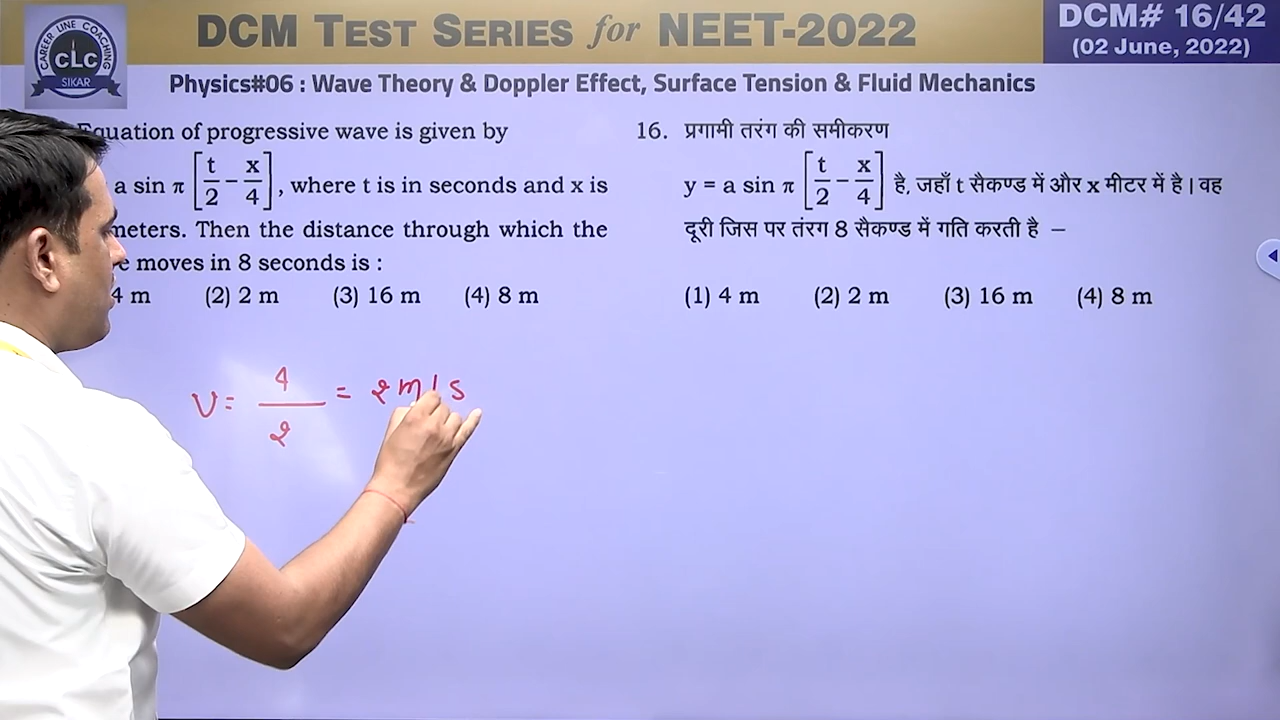 DCM TEST SERIES for NEET-2022
DCM# 16/42
(02 June, 2022)
CAREER LINE COACHING
CLC
SIKAR
Physics#06 : Wave Theory & Doppler Effect, Surface Tension & Fluid Mechanics
Equation of progressive wave is given by
a sin π [t/2 − x/4], where t is in seconds and x is
meters. Then the distance through which the
moves in 8 seconds is :
4 m (2) 2 m (3) 16 m (4) 8 m
16. प्रगामी तरंग की समीकरण
y = a sin π [t/2 − x/4] है, जहाँ t सैकण्ड में और x मीटर में है। वह
दूरी जिस पर तंरग 8 सैकण्ड में गति करती है –
(1) 4 m (2) 2 m (3) 16 m (4) 8 m
V = 4/2 = 2 m/s